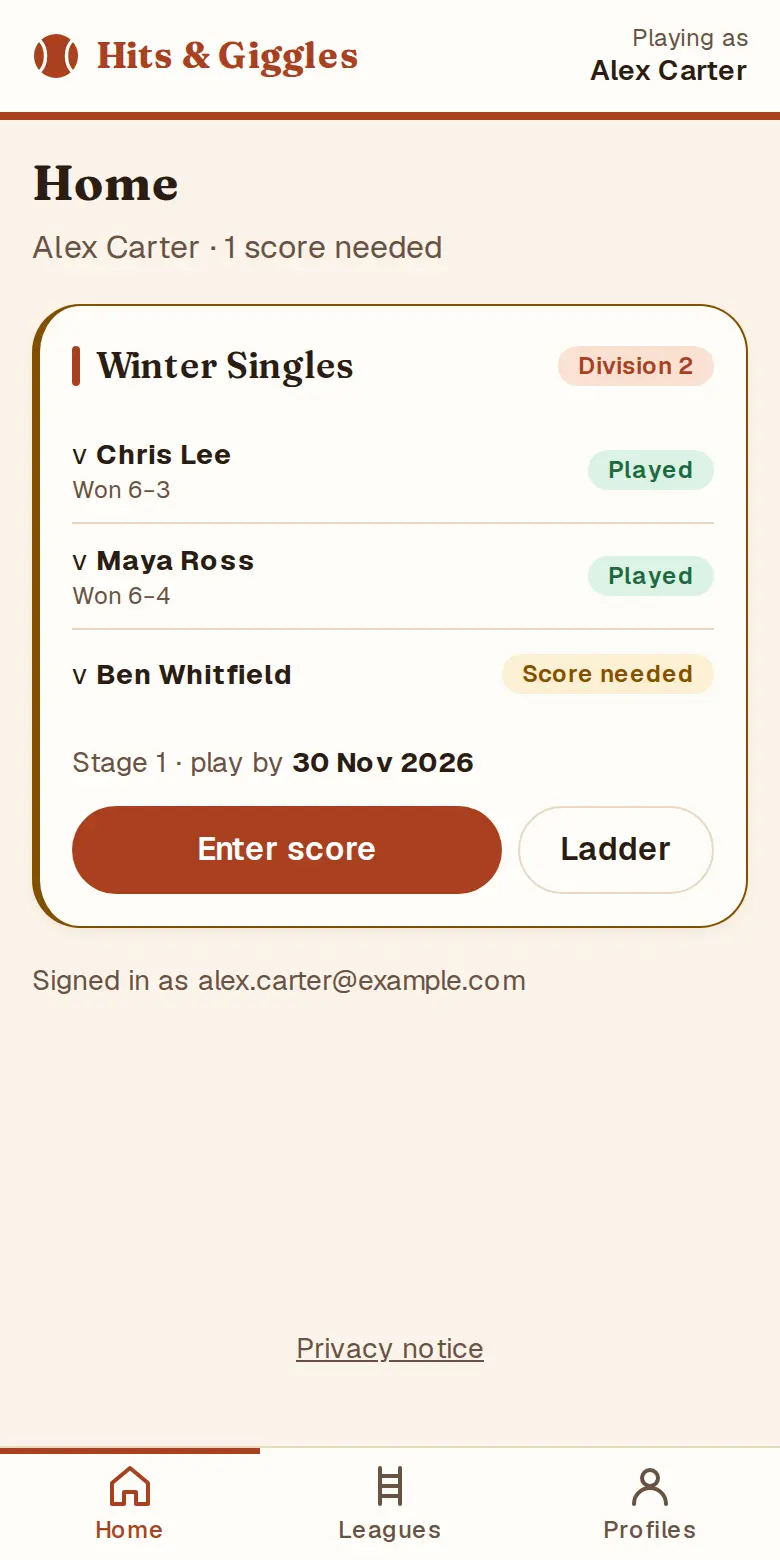 Hits & Giggles
Playing as
Alex Carter
Home
Alex Carter · 1 score needed
Winter Singles
Division 2
v Chris Lee
Won 6–3
Played
v Maya Ross
Won 6–4
Played
v Ben Whitfield
Score needed
Stage 1 · play by 30 Nov 2026
Enter score
Ladder
Signed in as alex.carter@example.com
Privacy notice
Home
Leagues
Profiles